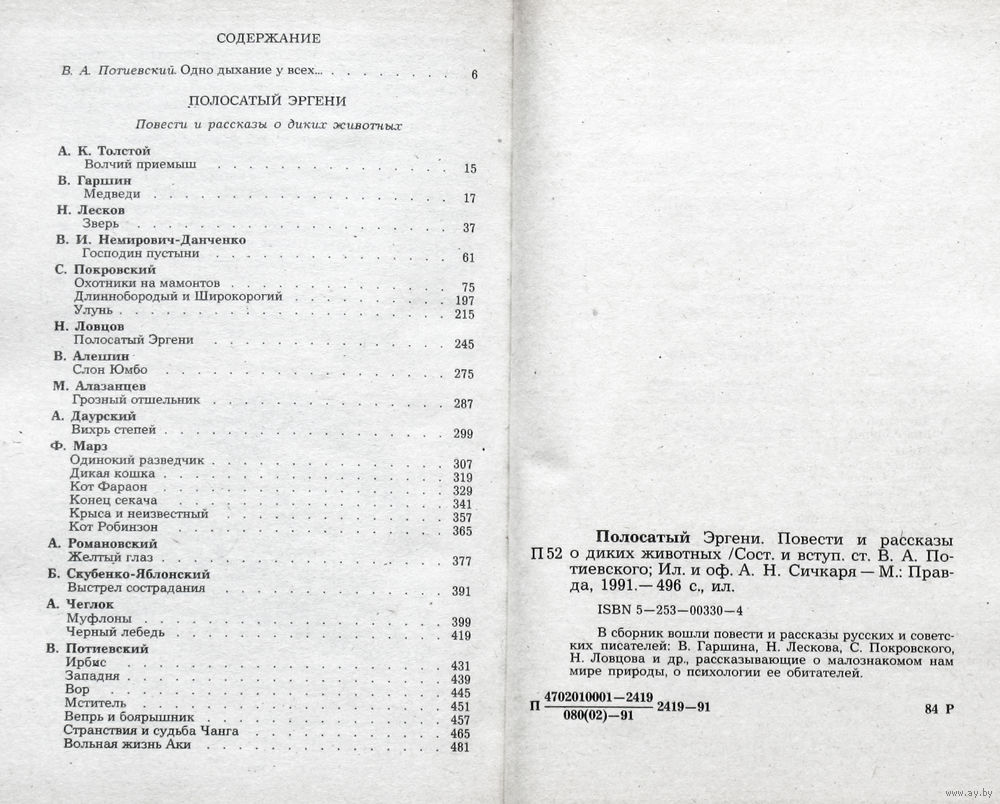 СОДЕРЖАНИЕ
В. А. Потиевский. Одно дыхание у всех... 6
ПОЛОСАТЫЙ ЭРГЕНИ
Повести и рассказы о диких животных
А. К. Толстой
Волчий приемыш 15
В. Гаршин
Медведи 17
Н. Лесков
Зверь 37
В. И. Немирович-Данченко
Господин пустыни 61
С. Покровский
Охотники на мамонтов 75
Длиннобородый и Широкорогий 197
Улунь 215
Н. Ловцов
Полосатый Эргени 245
В. Алешин
Слон Юмбо 275
М. Алазанцев
Грозный отшельник 287
А. Даурский
Вихрь степей 299
Ф. Марз
Одинокий разведчик 307
Дикая кошка 319
Кот Фараон 329
Конец секача 341
Крыса и неизвестный 357
Кот Робинзон 365
А. Романовский
Желтый глаз 377
Б. Скубенко-Яблонский
Выстрел сострадания 391
А. Чеглок
Муфлоны 399
Черный лебедь 419
В. Потиевский
Ирбис 431
Западня 439
Вор 445
Мститель 451
Вепрь и боярышник 457
Странствия и судьба Чанга 465
Вольная жизнь Аки 481
Полосатый Эргени. Повести и рассказы
П 52 о диких животных /Сост. и вступ. ст. В. А. По-
тиевского; Ил. и оф. А. Н. Сичкаря — М.: Прав-
да, 1991.— 496 с., ил.
ISBN 5—253—00330—4
В сборник вошли повести и рассказы русских и советс-
ких писателей: В. Гаршина, Н. Лескова, С. Покровского,
Н. Ловцова и др., рассказывающие о малознакомом нам
мире природы, о психологии ее обитателей.
П 4702010001—2419 / 080(02)—91 2419—91 84 Р
www.ay.by